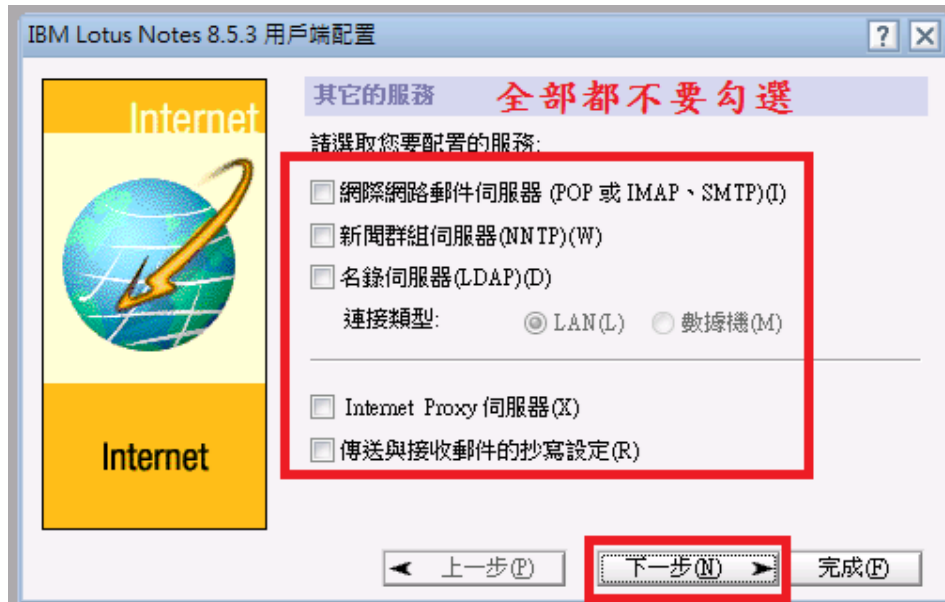 IBM Lotus Notes 8.5.3 用戶端配置
Internet
Internet
其它的服務 全部都不要勾選
請選取您要配置的服務:
網際網路郵件伺服器 (POP 或 IMAP、SMTP)(I)
新聞群組伺服器(NNTP)(W)
名錄伺服器(LDAP)(D)
連接類型: LAN(L) 數據機(M)
Internet Proxy 伺服器(X)
傳送與接收郵件的抄寫設定(R)
上一步(P) 下一步(N) 完成(F)